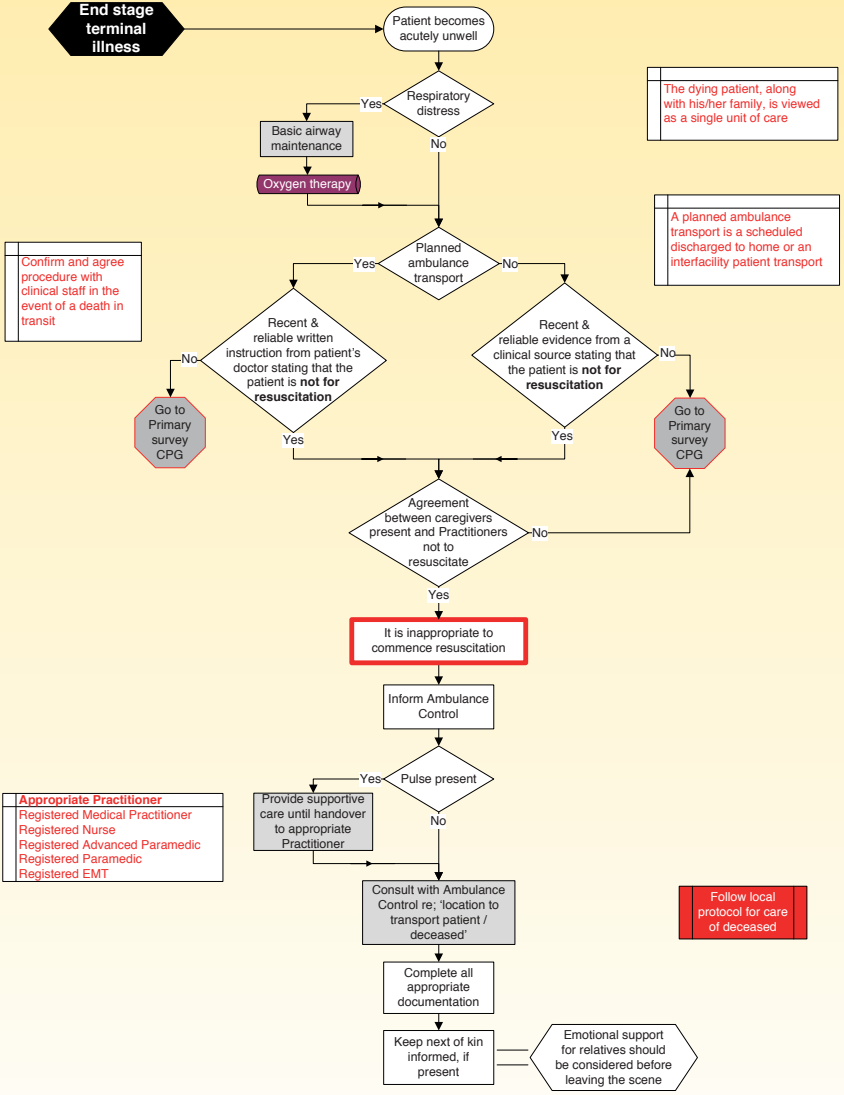 End stage
terminal
illness
Patient becomes
acutely unwell
Respiratory
distress
Yes
No
Basic airway
maintenance
Oxygen therapy
The dying patient, along
with his/her family, is viewed
as a single unit of care
Planned
ambulance
transport
Yes
No
A planned ambulance
transport is a scheduled
discharged to home or an
interfacility patient transport
Confirm and agree
procedure with
clinical staff in the
event of a death in
transit
Recent &
reliable written
instruction from patient's
doctor stating that the
patient is not for
resuscitation
No
Yes
Recent &
reliable evidence from a
clinical source stating that
the patient is not for
resuscitation
No
Yes
Go to
Primary
survey
CPG
Go to
Primary
survey
CPG
Agreement
between caregivers
present and Practitioners
not to
resuscitate
No
Yes
It is inappropriate to
commence resuscitation
Inform Ambulance
Control
Pulse present
Yes
No
Provide supportive
care until handover
to appropriate
Practitioner
Appropriate Practitioner
Registered Medical Practitioner
Registered Nurse
Registered Advanced Paramedic
Registered Paramedic
Registered EMT
Consult with Ambulance
Control re; 'location to
transport patient /
deceased'
Follow local
protocol for care
of deceased
Complete all
appropriate
documentation
Keep next of kin
informed, if
present
Emotional support
for relatives should
be considered before
leaving the scene